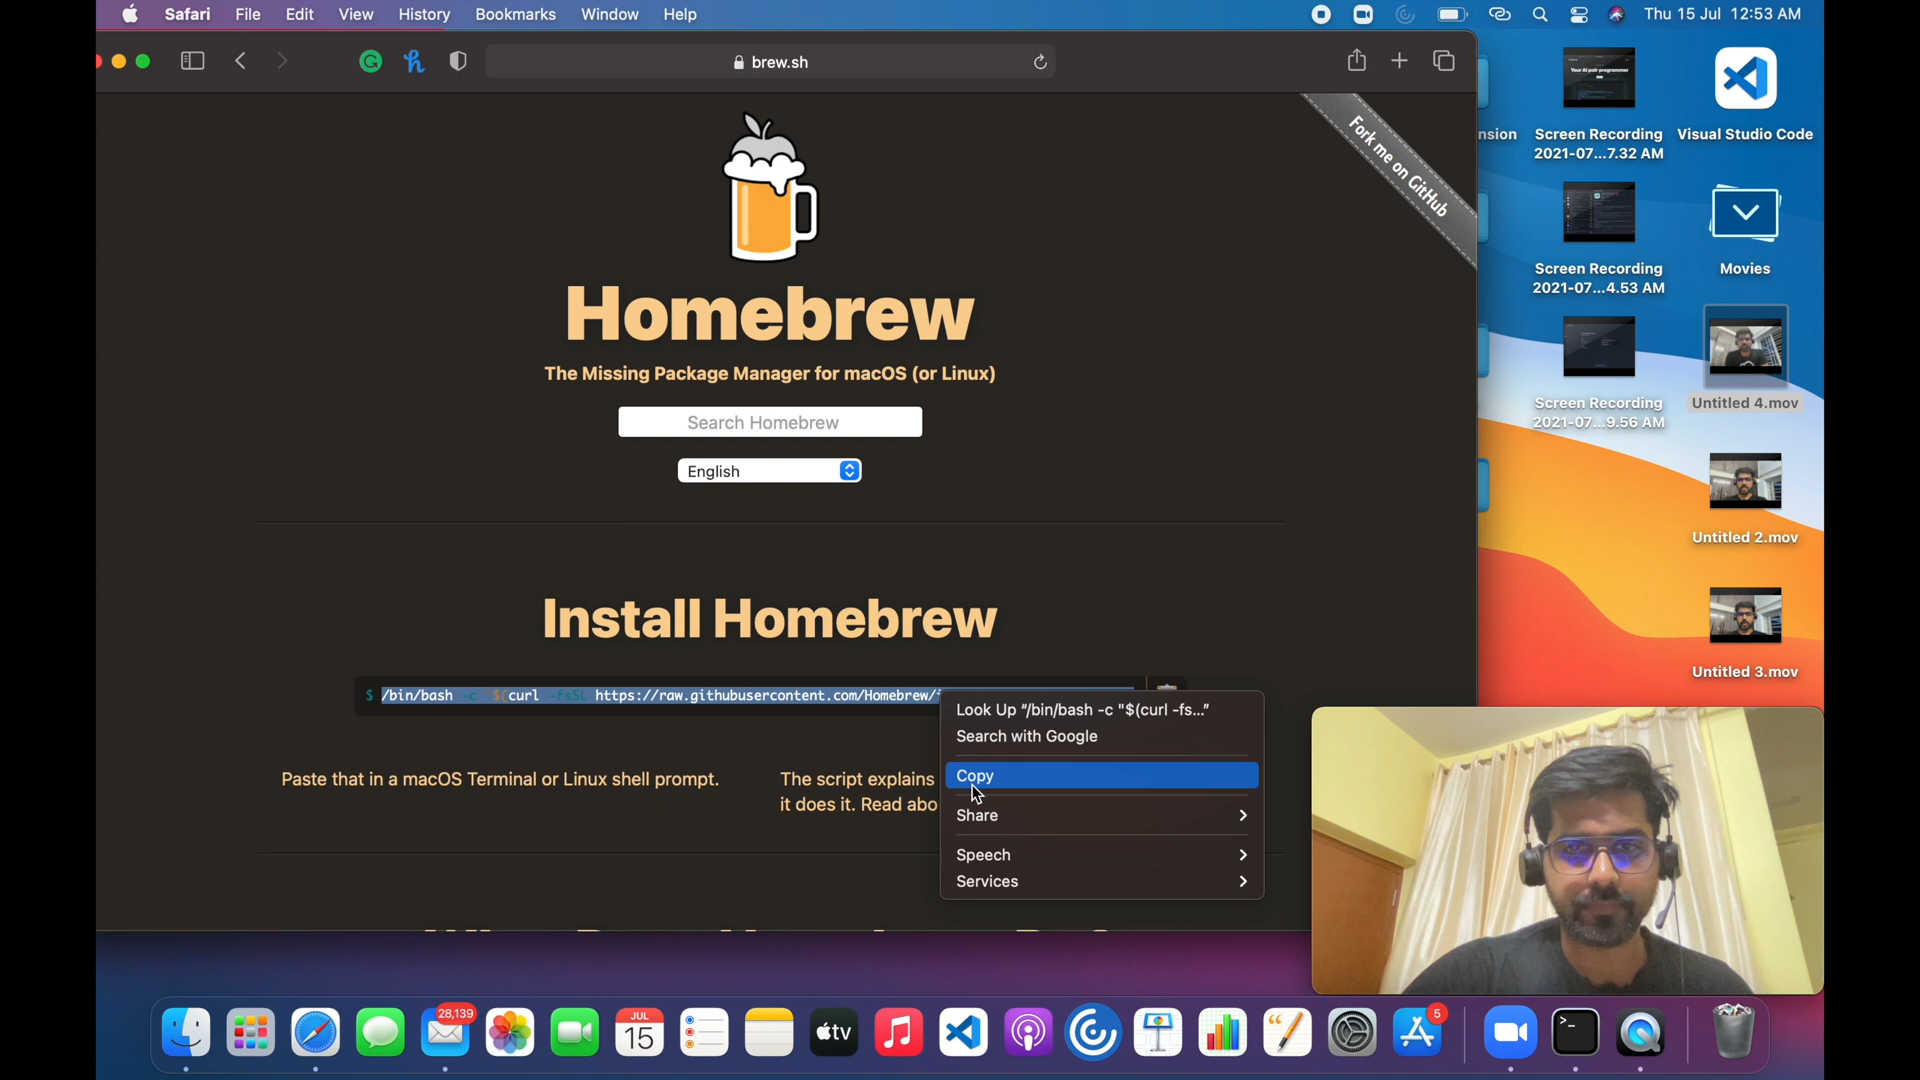 Safari File Edit View History Bookmarks Window Help Thu 15 Jul 12:53 AM
brew.sh
Fork me on GitHub
nsion
Screen Recording
2021-07...7.32 AM
Visual Studio Code
Screen Recording
2021-07...4.53 AM
Movies
Screen Recording
2021-07...9.56 AM
Untitled 4.mov
Untitled 2.mov
Untitled 3.mov
Homebrew
The Missing Package Manager for macOS (or Linux)
Search Homebrew
English
Install Homebrew
$ /bin/bash -c "$(curl -fsSL https://raw.githubusercontent.com/Homebrew/i
Look Up "/bin/bash -c "$(curl -fs..."
Search with Google
Copy
Share
Speech
Services
Paste that in a macOS Terminal or Linux shell prompt.
The script explains
it does it. Read abo
28,139
JUL
15
tv
5